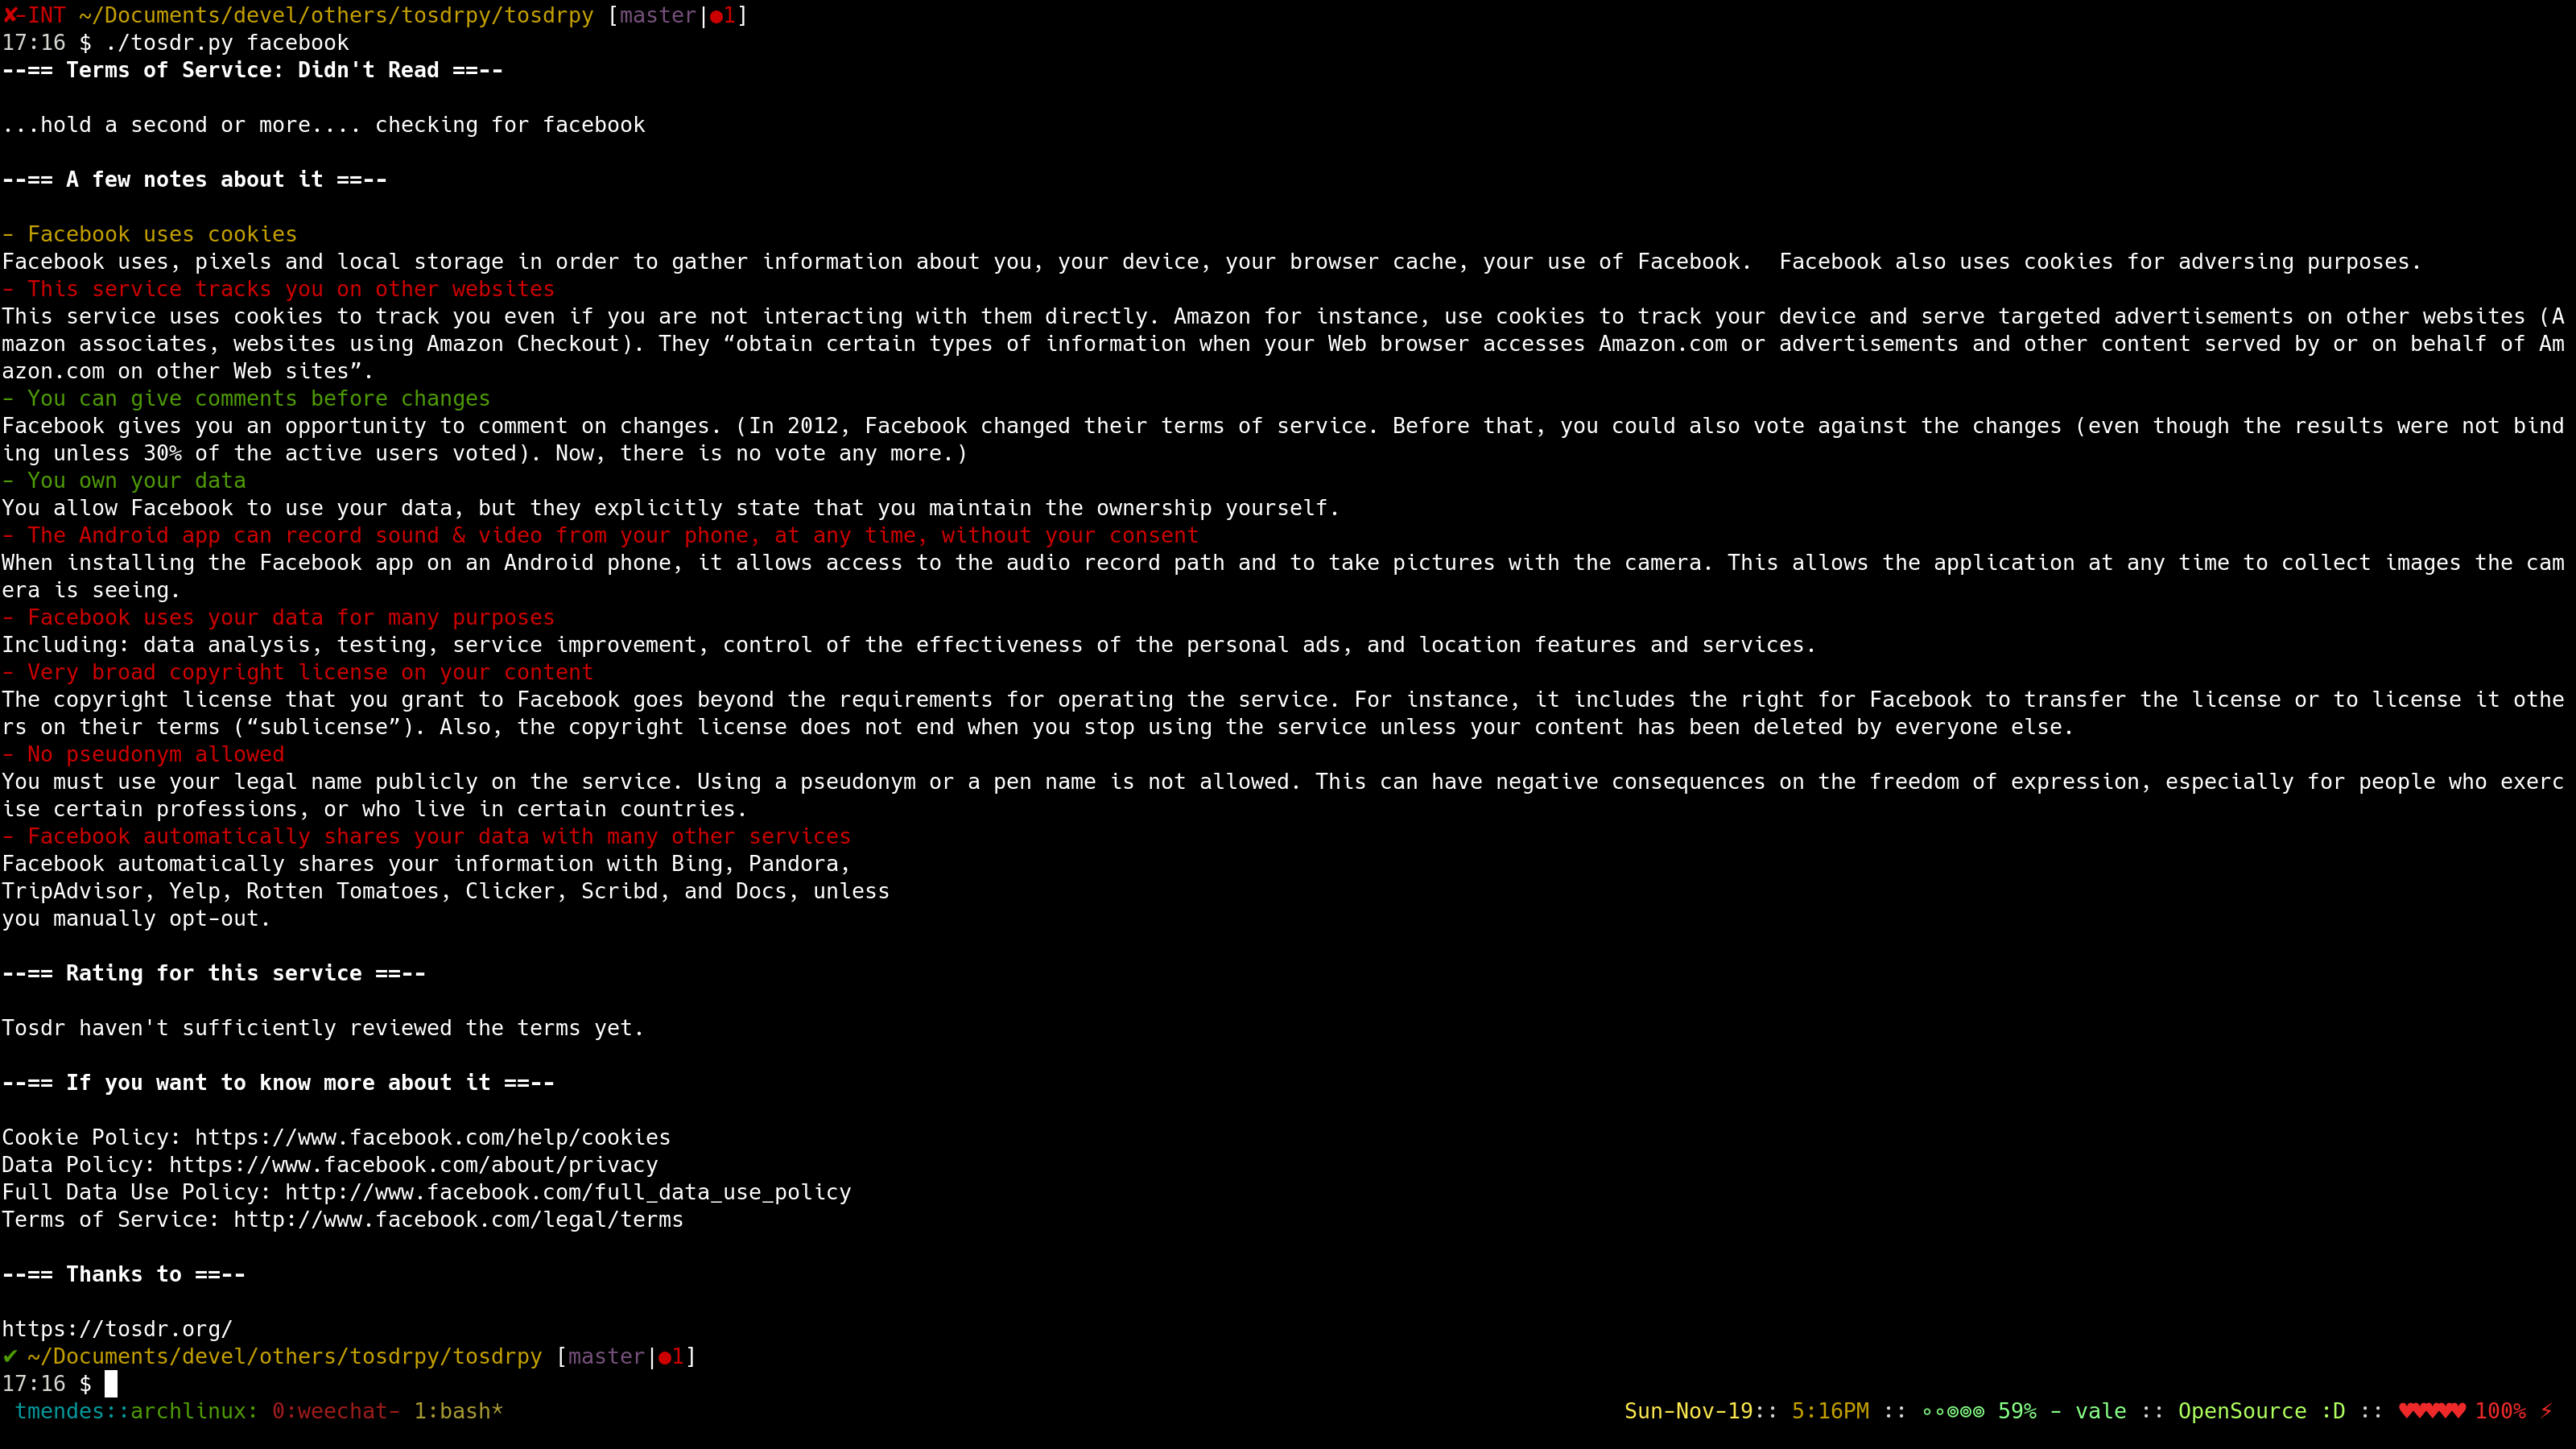 ✘-INT ~/Documents/devel/others/tosdrpy/tosdrpy [master|●1]
17:16 $ ./tosdr.py facebook
--== Terms of Service: Didn't Read ==--
...hold a second or more.... checking for facebook
--== A few notes about it ==--
- Facebook uses cookies
Facebook uses, pixels and local storage in order to gather information about you, your device, your browser cache, your use of Facebook.  Facebook also uses cookies for adversing purposes.
- This service tracks you on other websites
This service uses cookies to track you even if you are not interacting with them directly. Amazon for instance, use cookies to track your device and serve targeted advertisements on other websites (A
mazon associates, websites using Amazon Checkout). They “obtain certain types of information when your Web browser accesses Amazon.com or advertisements and other content served by or on behalf of Am
azon.com on other Web sites”.
- You can give comments before changes
Facebook gives you an opportunity to comment on changes. (In 2012, Facebook changed their terms of service. Before that, you could also vote against the changes (even though the results were not bind
ing unless 30% of the active users voted). Now, there is no vote any more.)
- You own your data
You allow Facebook to use your data, but they explicitly state that you maintain the ownership yourself.
- The Android app can record sound & video from your phone, at any time, without your consent
When installing the Facebook app on an Android phone, it allows access to the audio record path and to take pictures with the camera. This allows the application at any time to collect images the cam
era is seeing.
- Facebook uses your data for many purposes
Including: data analysis, testing, service improvement, control of the effectiveness of the personal ads, and location features and services.
- Very broad copyright license on your content
The copyright license that you grant to Facebook goes beyond the requirements for operating the service. For instance, it includes the right for Facebook to transfer the license or to license it othe
rs on their terms (“sublicense”). Also, the copyright license does not end when you stop using the service unless your content has been deleted by everyone else.
- No pseudonym allowed
You must use your legal name publicly on the service. Using a pseudonym or a pen name is not allowed. This can have negative consequences on the freedom of expression, especially for people who exerc
ise certain professions, or who live in certain countries.
- Facebook automatically shares your data with many other services
Facebook automatically shares your information with Bing, Pandora,
TripAdvisor, Yelp, Rotten Tomatoes, Clicker, Scribd, and Docs, unless
you manually opt-out.
--== Rating for this service ==--
Tosdr haven't sufficiently reviewed the terms yet.
--== If you want to know more about it ==--
Cookie Policy: https://www.facebook.com/help/cookies
Data Policy: https://www.facebook.com/about/privacy
Full Data Use Policy: http://www.facebook.com/full_data_use_policy
Terms of Service: http://www.facebook.com/legal/terms
--== Thanks to ==--
https://tosdr.org/
✔ ~/Documents/devel/others/tosdrpy/tosdrpy [master|●1]
17:16 $
tmendes::archlinux: 0:weechat- 1:bash* Sun-Nov-19:: 5:16PM :: ∘∘⊚⊚⊚ 59% - vale :: OpenSource :D :: ♥♥♥♥♥ 100% ⚡